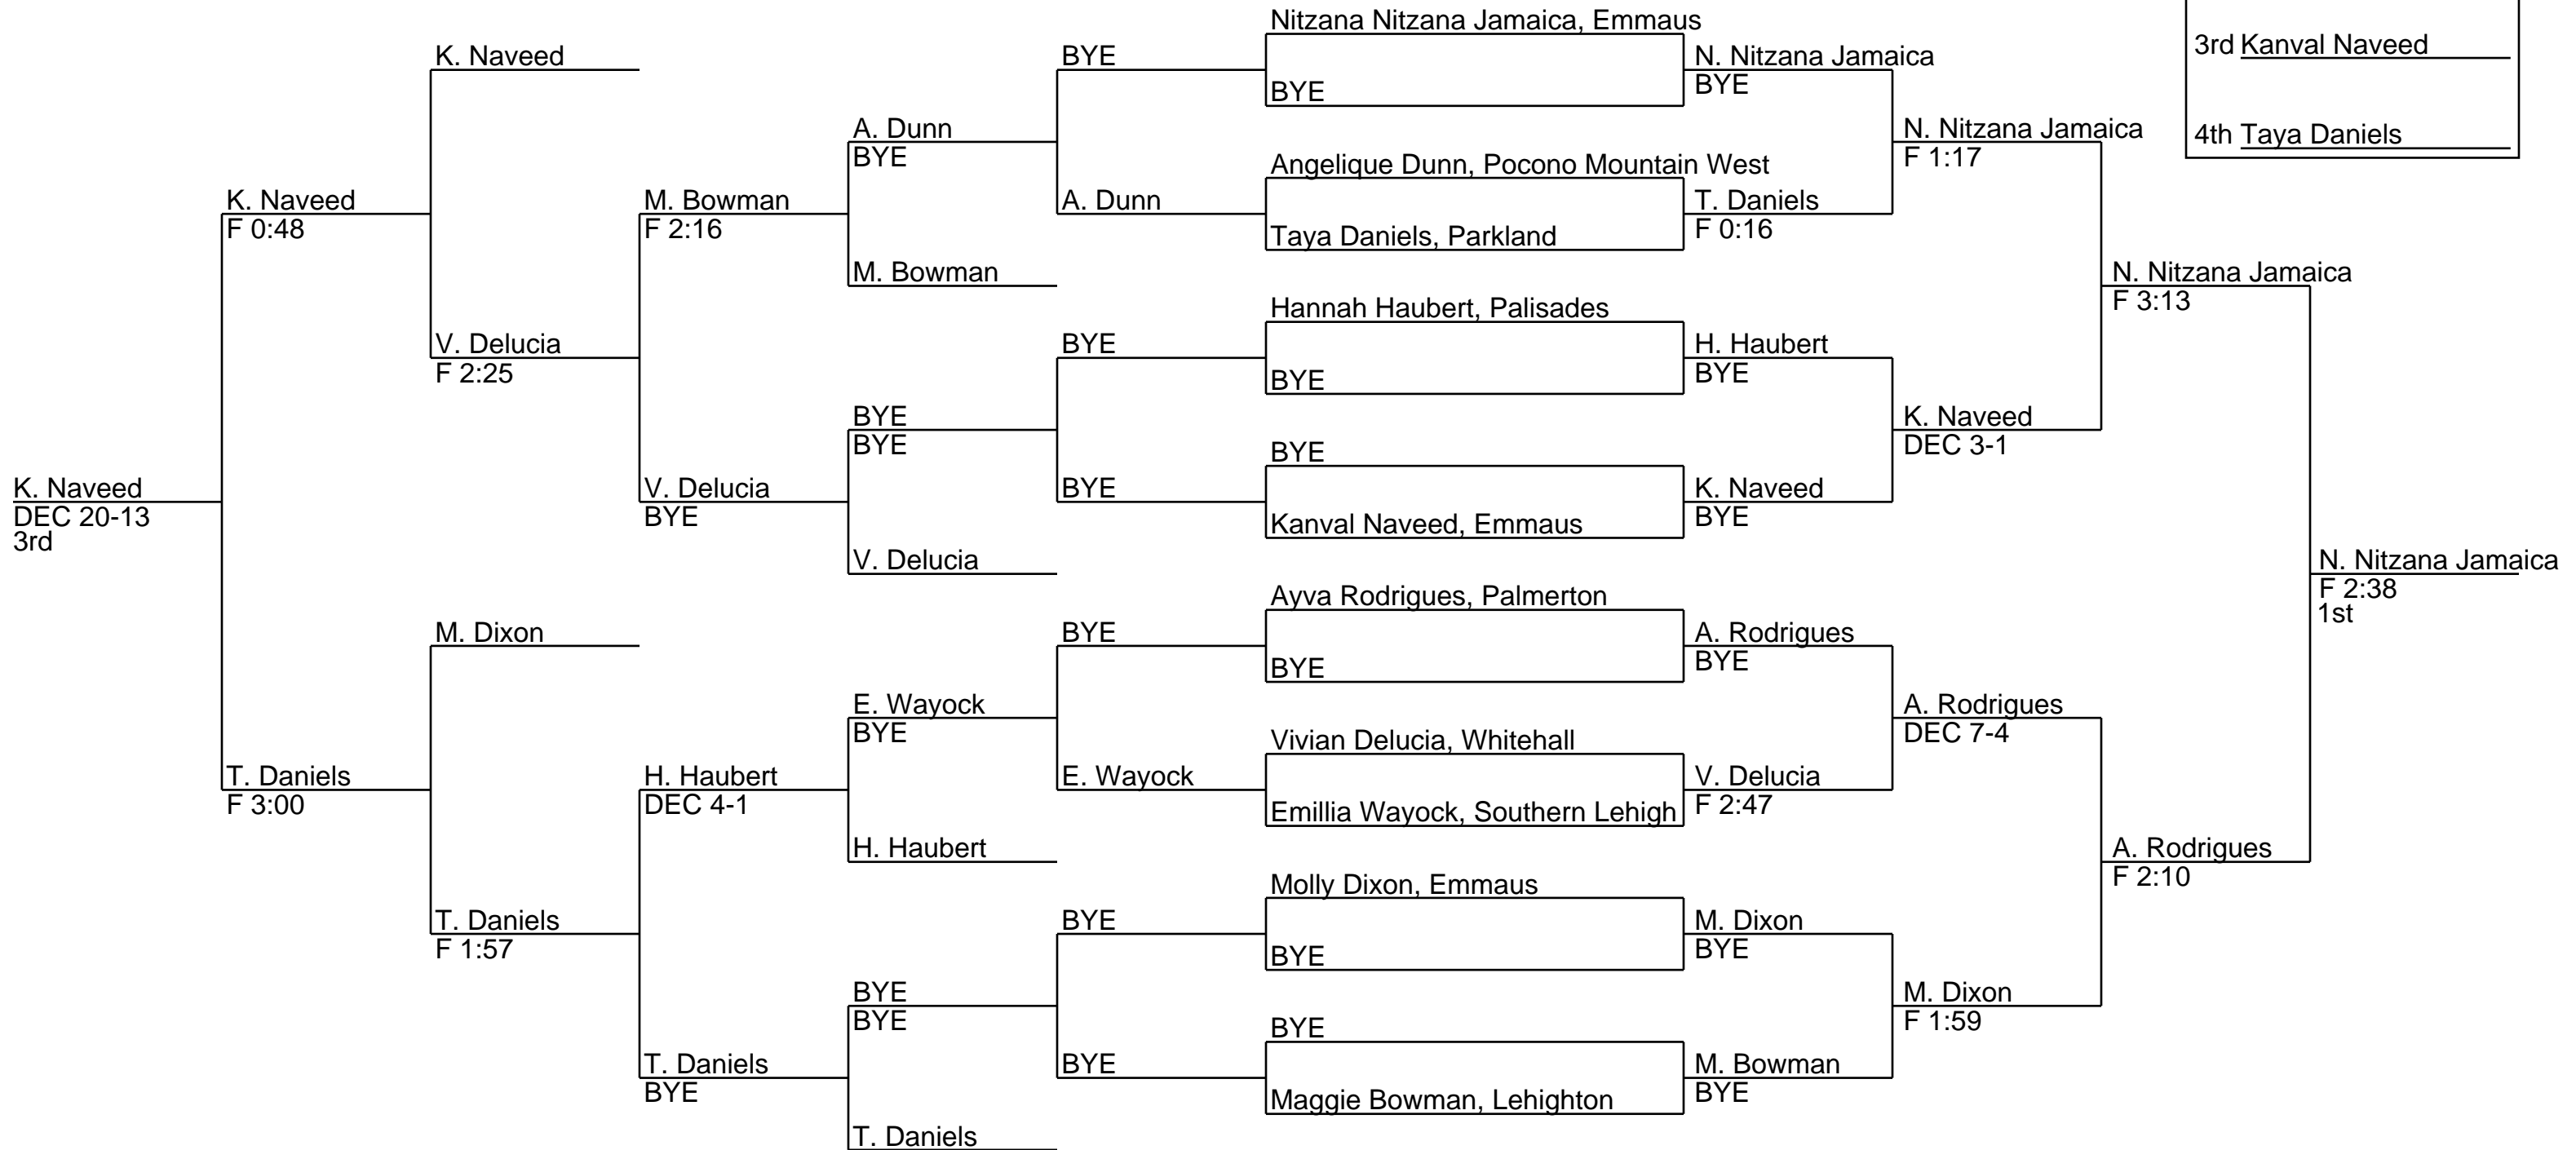 Nitzana Nitzana Jamaica, Emmaus
3rd Kanval Naveed
K. Naveed
BYE
N. Nitzana Jamaica
BYE
BYE
A. Dunn
BYE
N. Nitzana Jamaica
F 1:17
4th Taya Daniels
Angelique Dunn, Pocono Mountain West
K. Naveed
F 0:48
M. Bowman
F 2:16
A. Dunn
T. Daniels
F 0:16
Taya Daniels, Parkland
M. Bowman
N. Nitzana Jamaica
F 3:13
Hannah Haubert, Palisades
V. Delucia
F 2:25
BYE
H. Haubert
BYE
BYE
BYE
BYE
K. Naveed
DEC 3-1
BYE
K. Naveed
DEC 20-13
3rd
V. Delucia
BYE
BYE
K. Naveed
BYE
Kanval Naveed, Emmaus
V. Delucia
N. Nitzana Jamaica
F 2:38
1st
Ayva Rodrigues, Palmerton
M. Dixon
BYE
A. Rodrigues
BYE
BYE
E. Wayock
BYE
A. Rodrigues
DEC 7-4
Vivian Delucia, Whitehall
T. Daniels
F 3:00
H. Haubert
DEC 4-1
E. Wayock
V. Delucia
F 2:47
Emillia Wayock, Southern Lehigh
H. Haubert
A. Rodrigues
F 2:10
Molly Dixon, Emmaus
T. Daniels
F 1:57
BYE
M. Dixon
BYE
BYE
BYE
BYE
M. Dixon
F 1:59
BYE
T. Daniels
BYE
BYE
M. Bowman
BYE
Maggie Bowman, Lehighton
T. Daniels